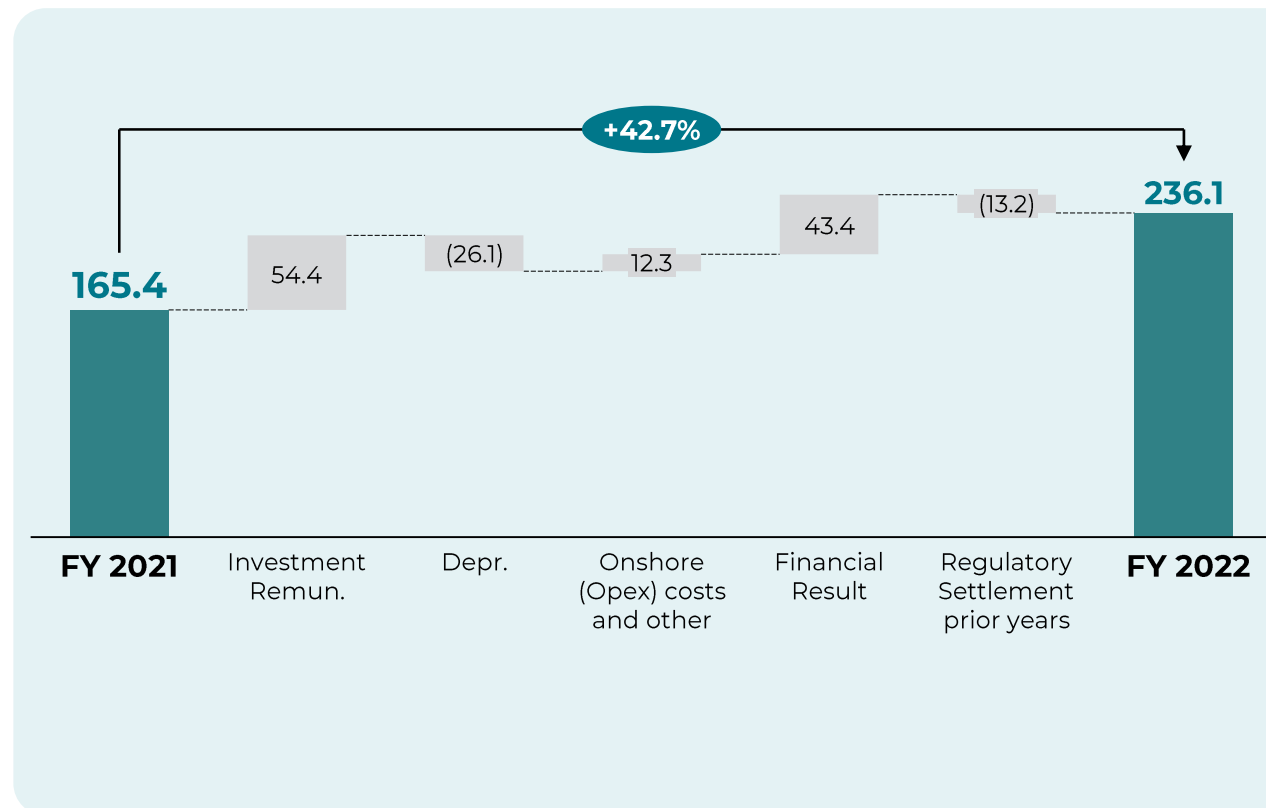 +42.7%
236.1
(13.2)
43.4
(26.1)
12.3
54.4
165.4
FY 2021
Investment
Remun.
Depr.
Onshore
(Opex) costs
and other
Financial
Result
Regulatory
Settlement
prior years
FY 2022